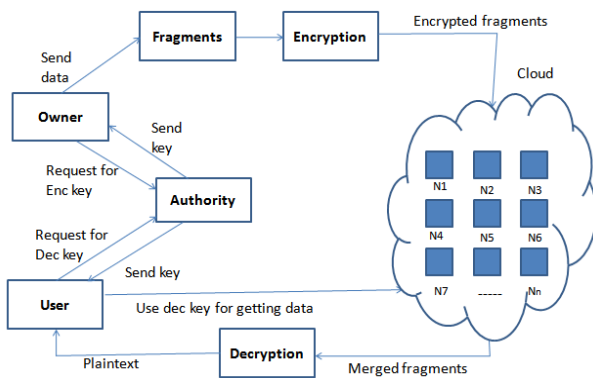 Encrypted fragments
Fragments
Encryption
Send
data
Cloud
Owner
Send
key
Request for
Enc key
Authority
N1 N2 N3
Request for
Dec key
N4 N5 N6
Send key
User
Use dec key for getting data
N7 ----- Nn
Decryption
Plaintext
Merged fragments